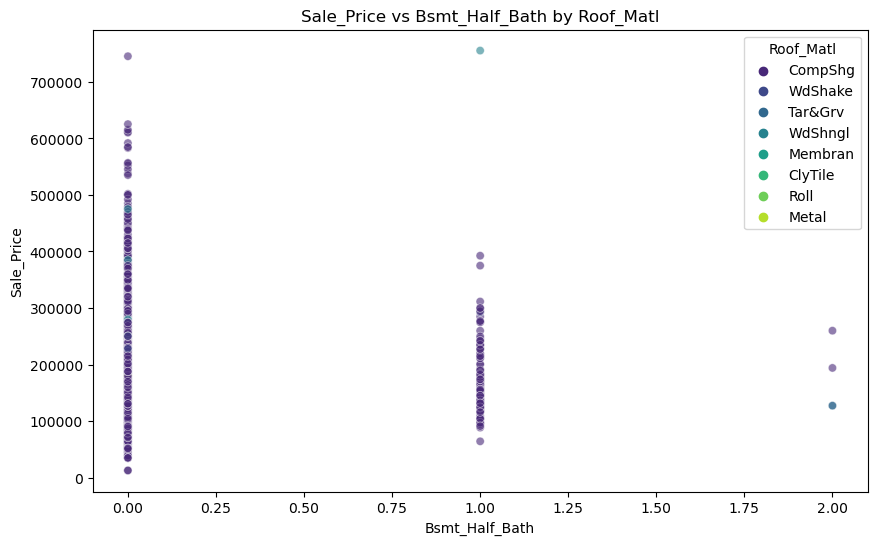 Sale_Price vs Bsmt_Half_Bath by Roof_Matl
Roof_Matl
CompShg
WdShake
Tar&Grv
WdShngl
Membran
ClyTile
Roll
Metal
Sale_Price
700000
600000
500000
400000
300000
200000
100000
0
0.00 0.25 0.50 0.75 1.00 1.25 1.50 1.75 2.00
Bsmt_Half_Bath